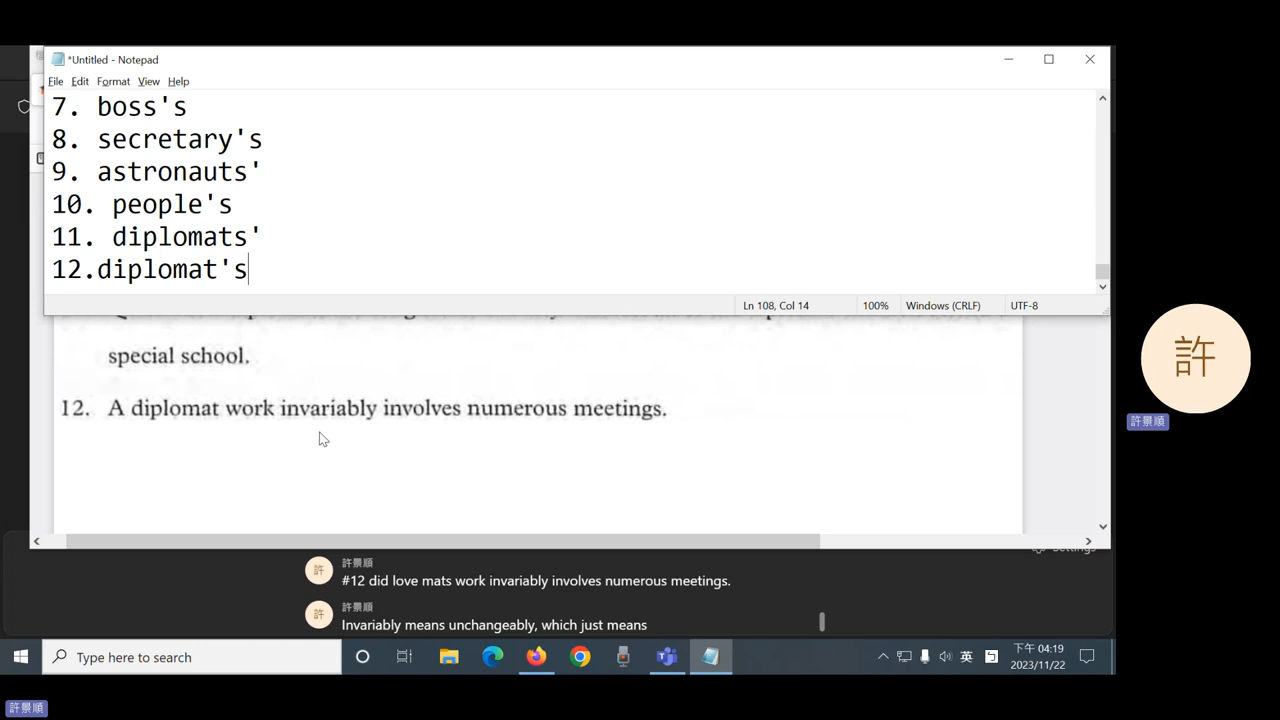 *Untitled - Notepad
File Edit Format View Help
7. boss's
8. secretary's
9. astronauts'
10. people's
11. diplomats'
12.diplomat's
Ln 108, Col 14
100%
Windows (CRLF)
UTF-8
special school.
12. A diplomat work invariably involves numerous meetings.
許
許景順
Settings
許 許景順
#12 did love mats work invariably involves numerous meetings.
許 許景順
Invariably means unchangeably, which just means
Type here to search
英
下午 04:19
2023/11/22
許景順